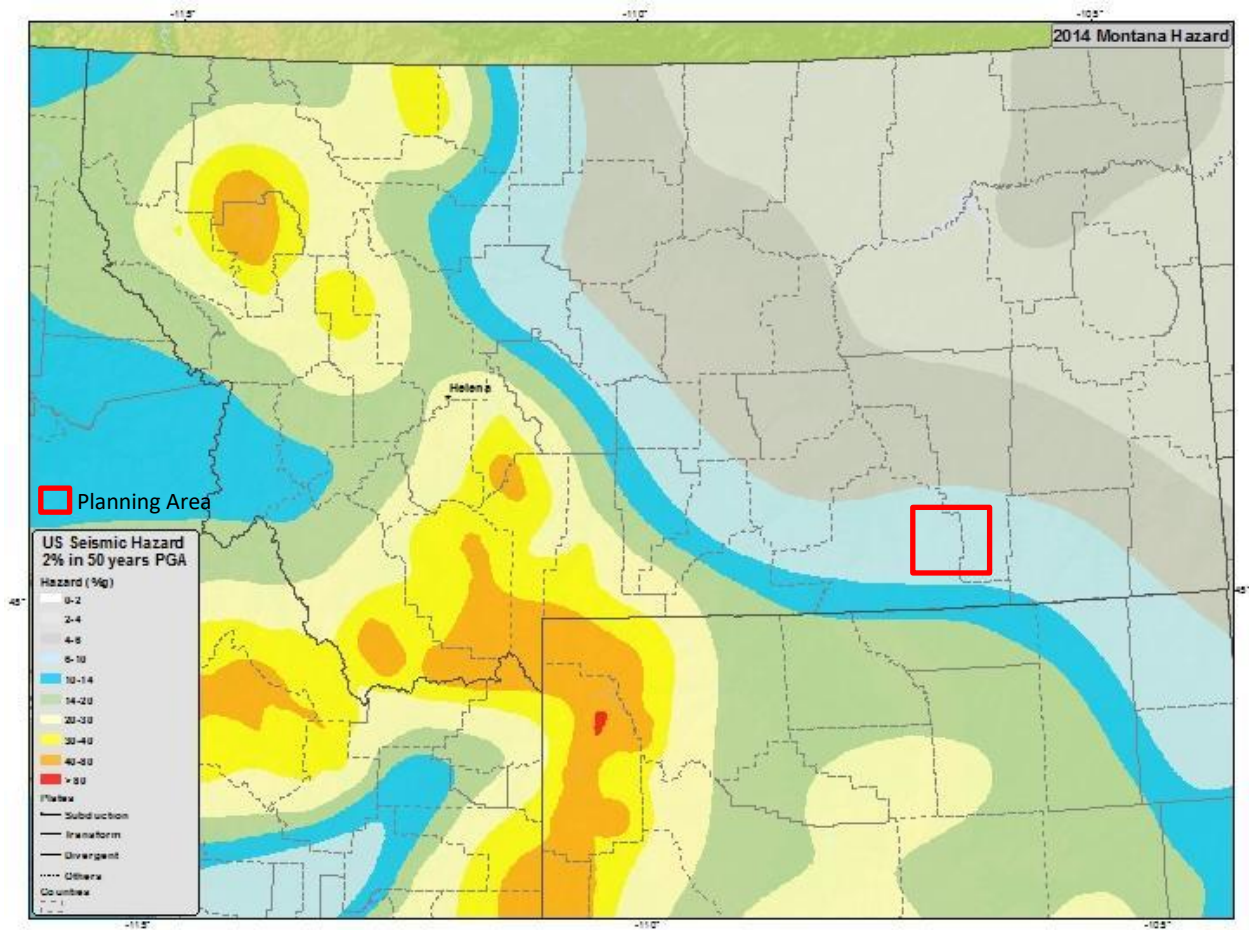 -115°
-110°
-105°
2014 Montana Hazard
Helena
Planning Area
US Seismic Hazard
2% in 50 years PGA
Hazard (%g)
0-2
2-4
4-6
6-10
10-14
14-20
20-30
30-40
40-80
>80
Plates
Subduction
Transform
Divergent
Others
Counties
45°
45°
-115°
-110°
-105°